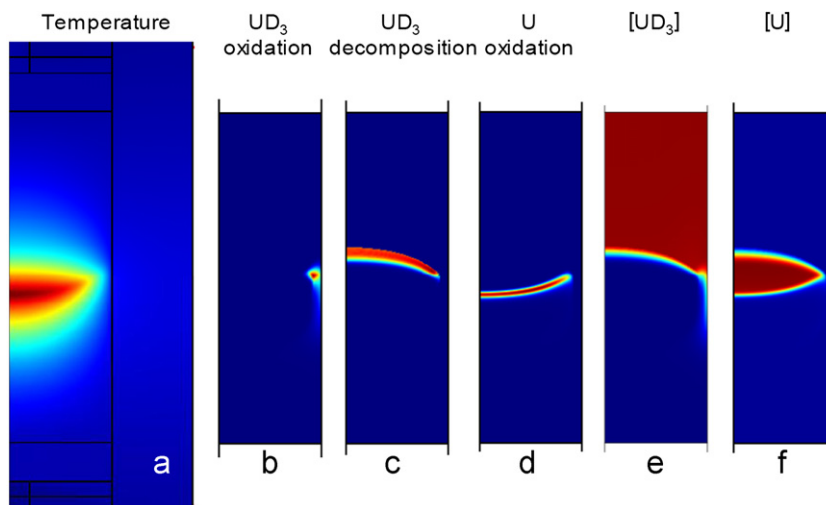 Temperature
UD3
oxidation
UD3
decomposition
U
oxidation
[UD3]
[U]
a
b
c
d
e
f